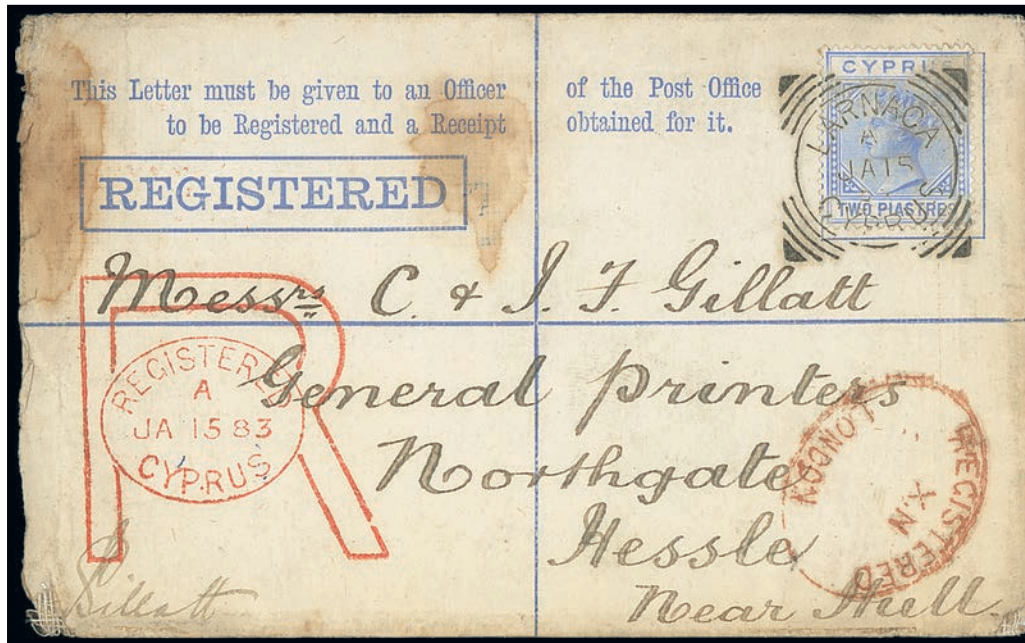 This Letter must be given to an Officer of the Post Office
to be Registered and a Receipt obtained for it.
REGISTERED
CYPRUS
TWO PIASTRES
LARNACA
A
JA 15
CYPRUS
Messrs C. & J. F. Gillatt
General Printers
Northgate
Hessle
Near Hull.
R
REGISTERED
A
JA 15 83
CYPRUS
REGISTERED
LONDON
X.N
Gillatt